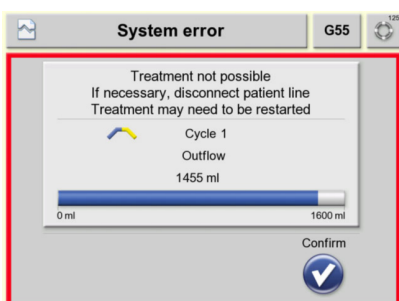 System error
G55
125
Treatment not possible
If necessary, disconnect patient line
Treatment may need to be restarted
Cycle 1
Outflow
1455 ml
0 ml
1600 ml
Confirm